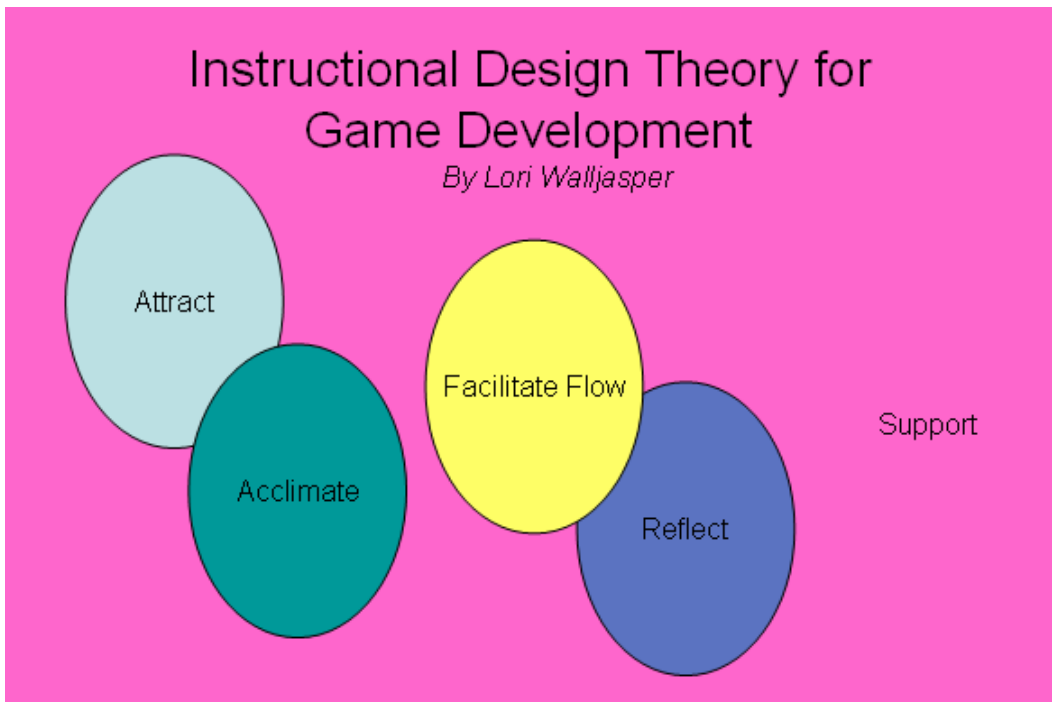 Instructional Design Theory for
Game Development
By Lori Walljasper
Attract
Acclimate
Facilitate Flow
Reflect
Support